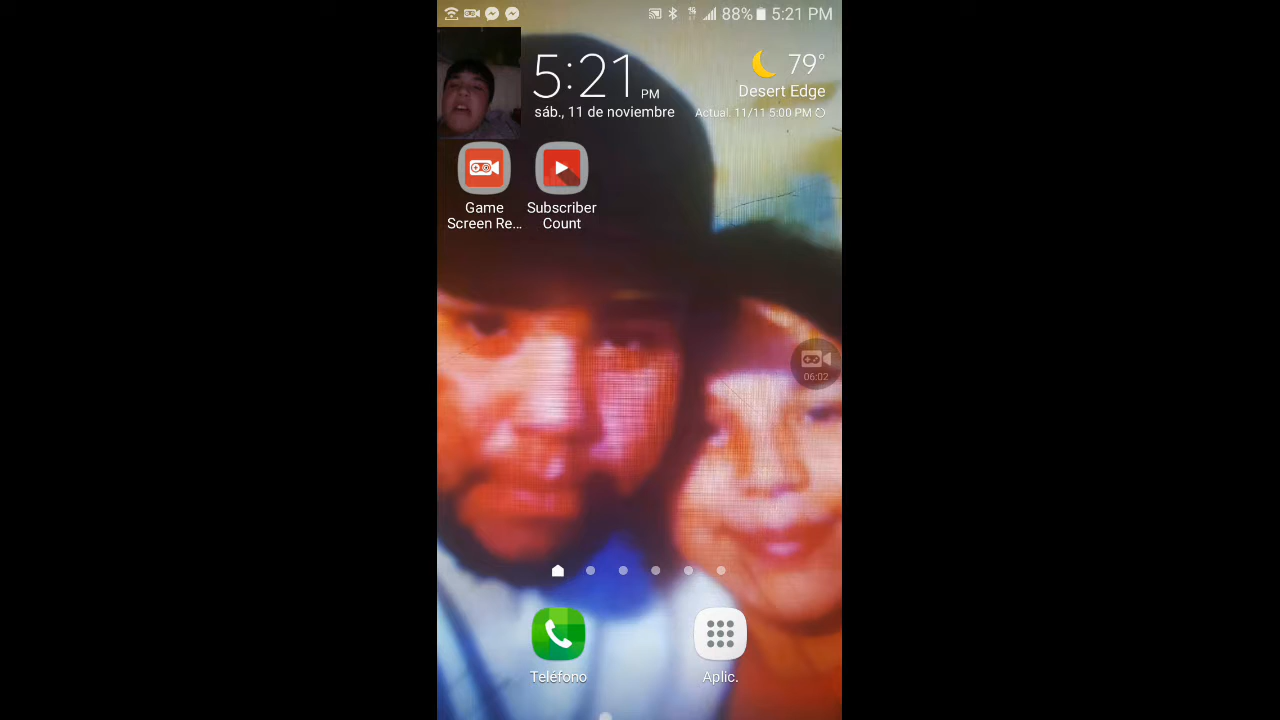 88% 5:21 PM
5:21 PM
79°
Desert Edge
sáb., 11 de noviembre
Actual. 11/11 5:00 PM
Game
Screen Re...
Subscriber
Count
06:02
Teléfono
Aplic.